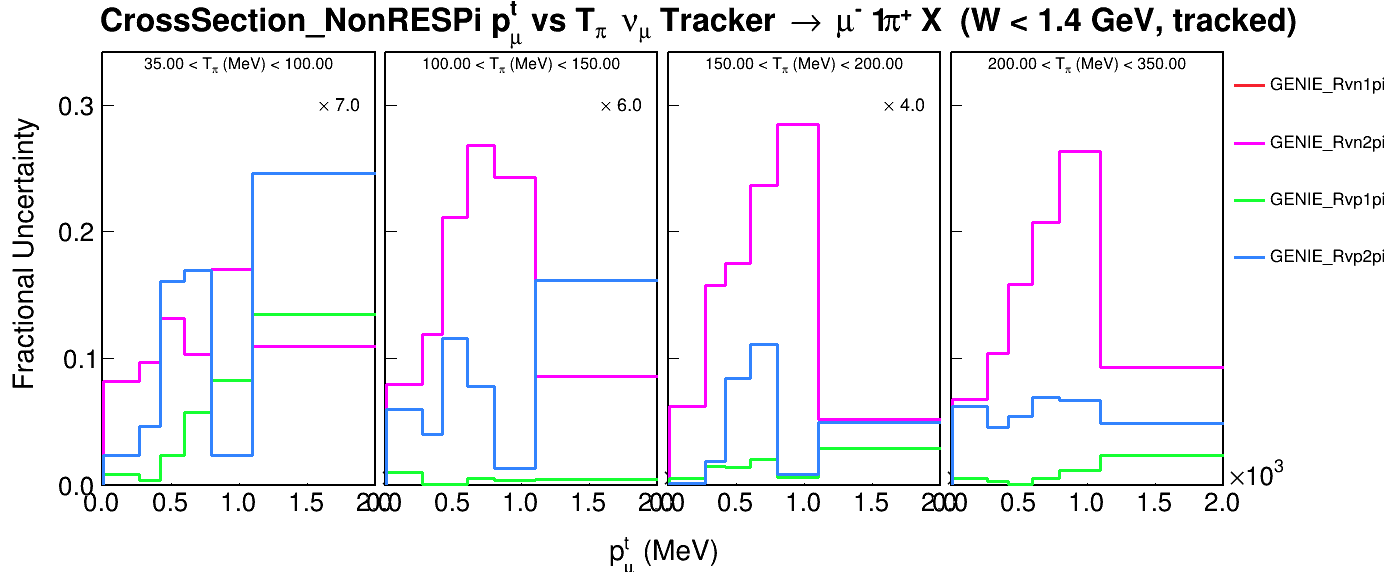 CrossSection_NonRESPi p^t_μ vs T_π ν_μ Tracker → μ^- 1π^+ X (W < 1.4 GeV, tracked)
35.00 < T_π (MeV) < 100.00
100.00 < T_π (MeV) < 150.00
150.00 < T_π (MeV) < 200.00
200.00 < T_π (MeV) < 350.00
× 7.0
× 6.0
× 4.0
GENIE_Rvn1pi
GENIE_Rvn2pi
GENIE_Rvp1pi
GENIE_Rvp2pi
Fractional Uncertainty
0.3
0.2
0.1
0.0
0.0 0.5 1.0 1.5 2.0
0.0 0.5 1.0 1.5 2.0
0.0 0.5 1.0 1.5 2.0
0.0 0.5 1.0 1.5 2.0
×10^3
p^t_μ (MeV)